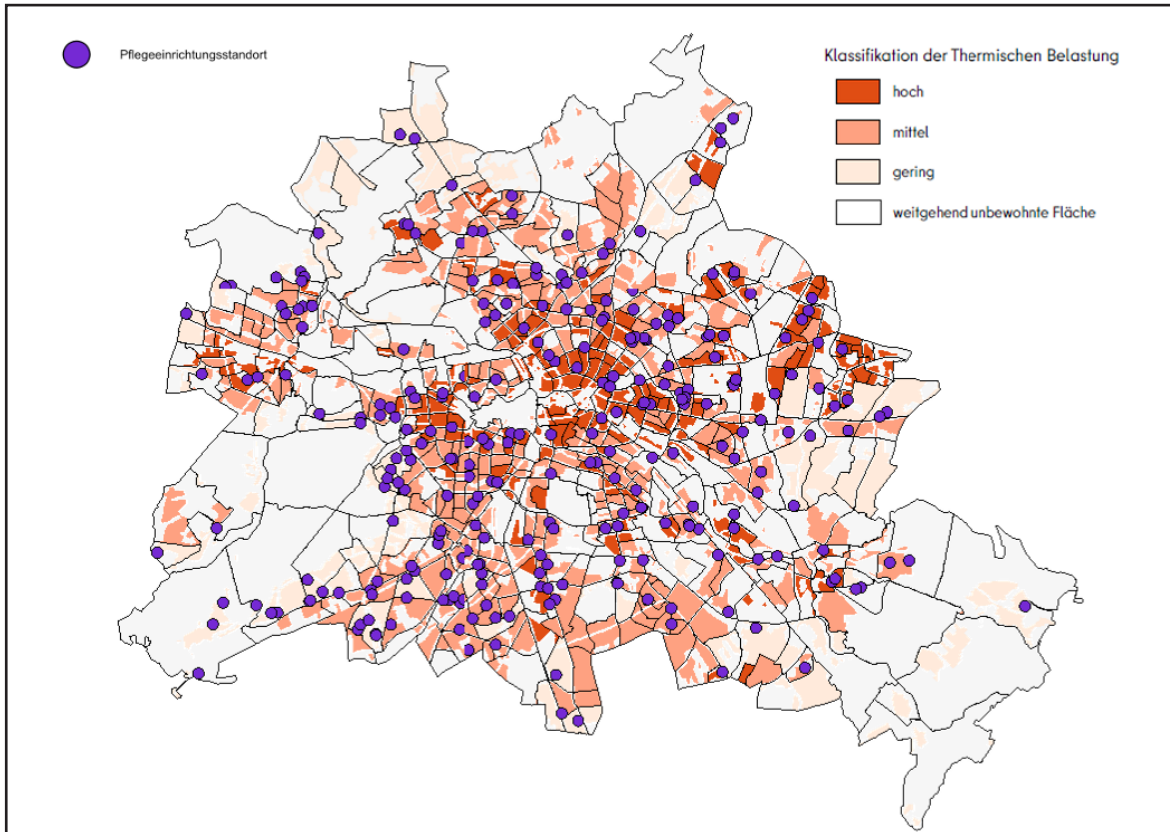 Pflegeeinrichtungsstandort
Klassifikation der Thermischen Belastung
hoch
mittel
gering
weitgehend unbewohnte Fläche